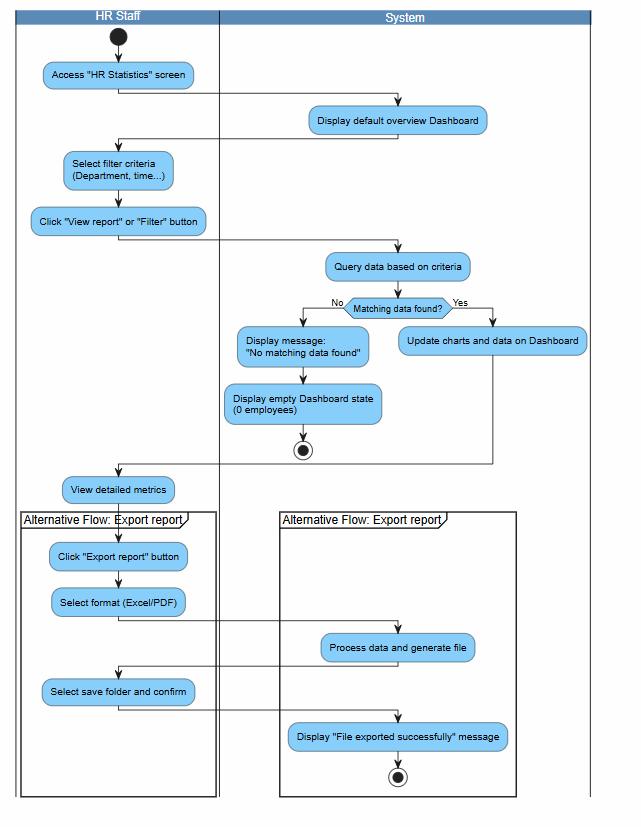 HR Staff
System
Access "HR Statistics" screen
Display default overview Dashboard
Select filter criteria
(Department, time...)
Click "View report" or "Filter" button
Query data based on criteria
No
Matching data found?
Yes
Display message:
"No matching data found"
Update charts and data on Dashboard
Display empty Dashboard state
(0 employees)
View detailed metrics
Alternative Flow: Export report
Alternative Flow: Export report
Click "Export report" button
Select format (Excel/PDF)
Process data and generate file
Select save folder and confirm
Display "File exported successfully" message